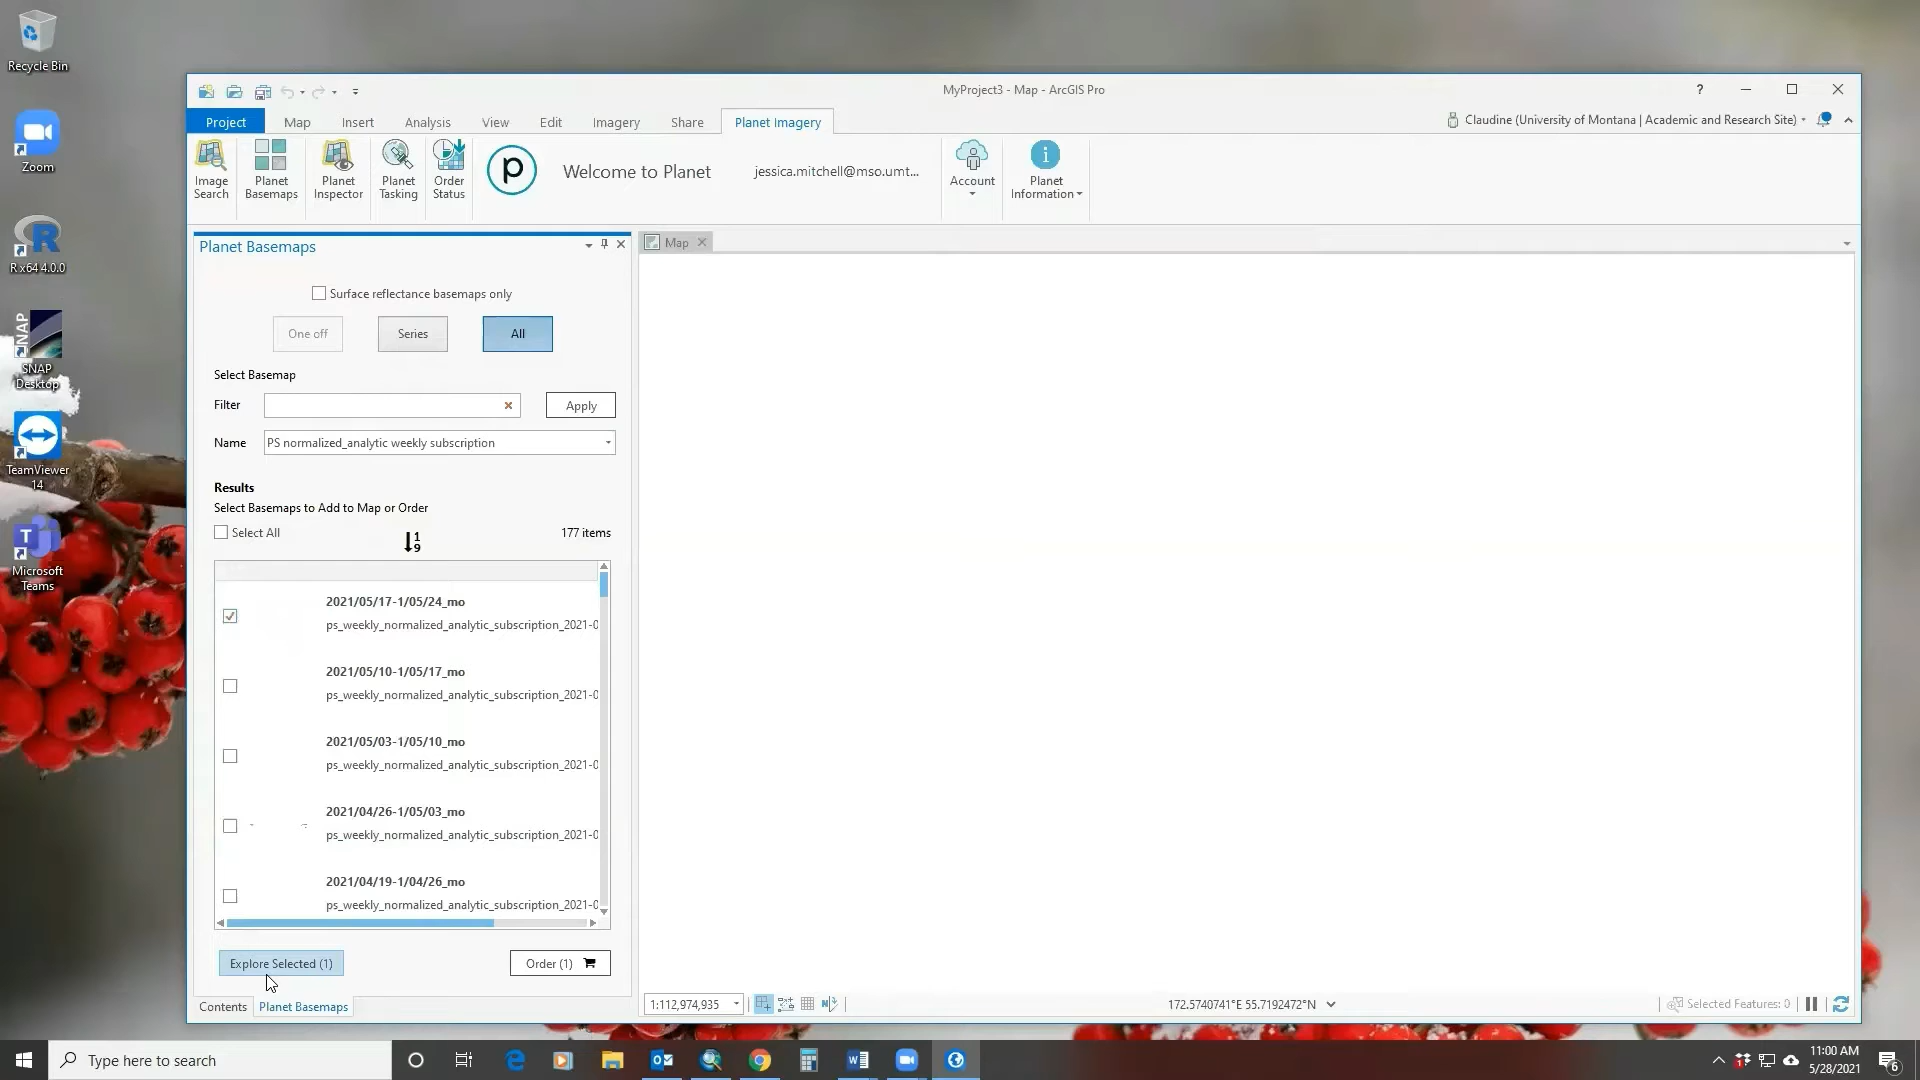 Recycle Bin
Zoom
R x64 4.0.0
SNAP
SNAP
Desktop
TeamViewer
14
T
Microsoft
Teams
MyProject3 - Map - ArcGIS Pro
?
Project Map Insert Analysis View Edit Imagery Share Planet Imagery
Claudine (University of Montana | Academic and Research Site)
Image
Search
Planet
Basemaps
Planet
Inspector
Planet
Tasking
Order
Status
p
Welcome to Planet
jessica.mitchell@mso.umt...
Account
Planet
Information
Planet Basemaps
Map
Surface reflectance basemaps only
One off Series All
Select Basemap
Filter Apply
Name PS normalized_analytic weekly subscription
Results
Select Basemaps to Add to Map or Order
Select All 1 9 177 items
2021/05/17-1/05/24_mo
ps_weekly_normalized_analytic_subscription_2021-0
2021/05/10-1/05/17_mo
ps_weekly_normalized_analytic_subscription_2021-0
2021/05/03-1/05/10_mo
ps_weekly_normalized_analytic_subscription_2021-0
2021/04/26-1/05/03_mo
ps_weekly_normalized_analytic_subscription_2021-0
2021/04/19-1/04/26_mo
ps_weekly_normalized_analytic_subscription_2021-0
Explore Selected (1) Order (1)
Contents Planet Basemaps
1:112,974,935
172.5740741°E 55.7192472°N
Selected Features: 0
Type here to search
11:00 AM
5/28/2021
6